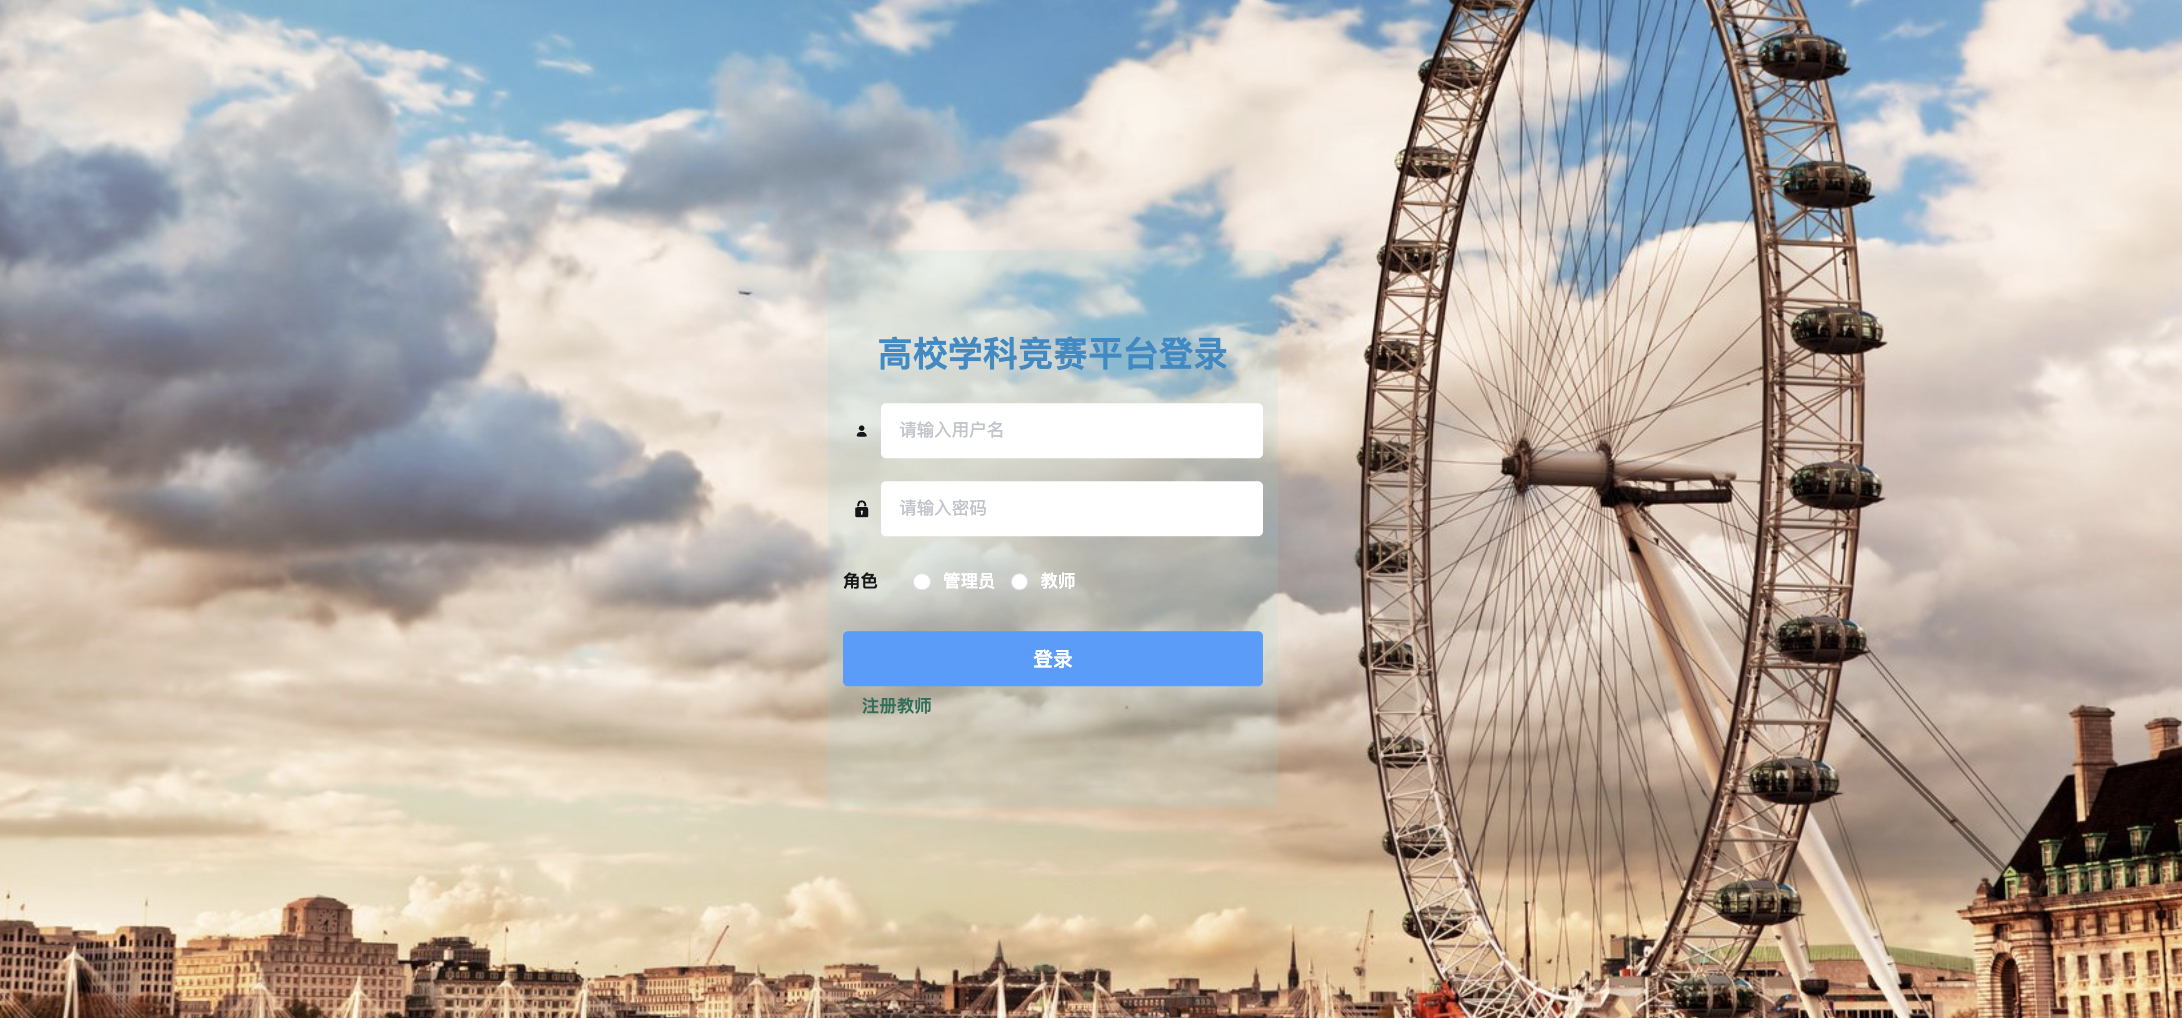 高校学科竞赛平台登录
请输入用户名
请输入密码
角色 管理员 教师
登录
注册教师